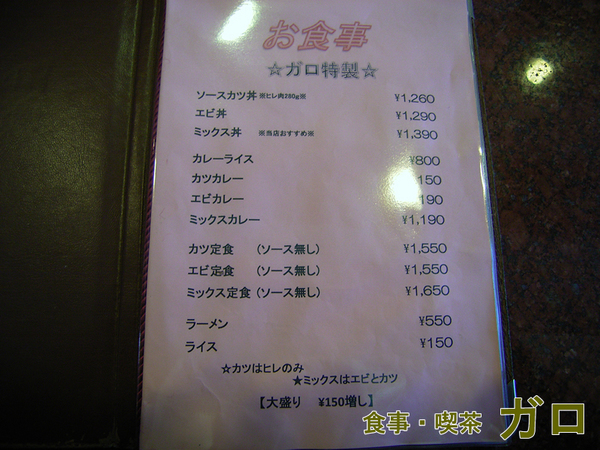 お食事
☆ガロ特製☆
ソースカツ丼 ※ヒレ肉280g※ ¥1,260
エビ丼 ¥1,290
ミックス丼 ※当店おすすめ※ ¥1,390
カレーライス ¥800
カツカレー 150
エビカレー 190
ミックスカレー ¥1,190
カツ定食 (ソース無し) ¥1,550
エビ定食 (ソース無し) ¥1,550
ミックス定食 (ソース無し) ¥1,650
ラーメン ¥550
ライス ¥150
☆カツはヒレのみ
★ミックスはエビとカツ
【大盛り ¥150増し】
食事・喫茶 ガロ